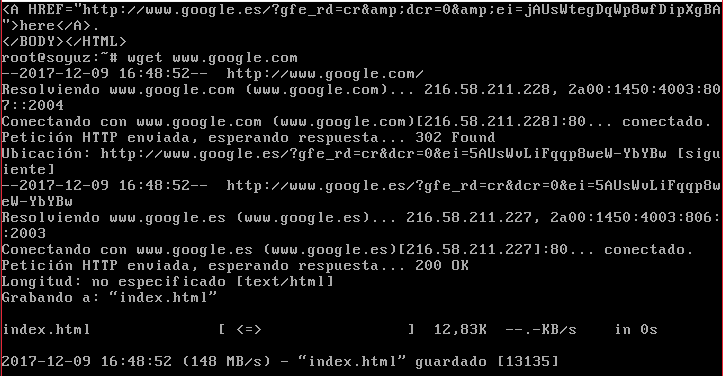 <A HREF="http://www.google.es/?gfe_rd=cr&amp;dcr=0&amp;ei=jAUsWtegDqWp8wfDipXgBA
">here</A>.
</BODY></HTML>
root@soyuz:~# wget www.google.com
--2017-12-09 16:48:52--  http://www.google.com/
Resolviendo www.google.com (www.google.com)... 216.58.211.228, 2a00:1450:4003:80
7::2004
Conectando con www.google.com (www.google.com)[216.58.211.228]:80... conectado.
Petición HTTP enviada, esperando respuesta... 302 Found
Ubicación: http://www.google.es/?gfe_rd=cr&dcr=0&ei=5AUsWvLiFqqp8weW-YbYBw [sigu
iente]
--2017-12-09 16:48:52--  http://www.google.es/?gfe_rd=cr&dcr=0&ei=5AUsWvLiFqqp8w
eW-YbYBw
Resolviendo www.google.es (www.google.es)... 216.58.211.227, 2a00:1450:4003:806:
:2003
Conectando con www.google.es (www.google.es)[216.58.211.227]:80... conectado.
Petición HTTP enviada, esperando respuesta... 200 OK
Longitud: no especificado [text/html]
Grabando a: “index.html”
index.html              [ <=>                ]  12,83K  --.-KB/s    in 0s
2017-12-09 16:48:52 (148 MB/s) - “index.html” guardado [13135]